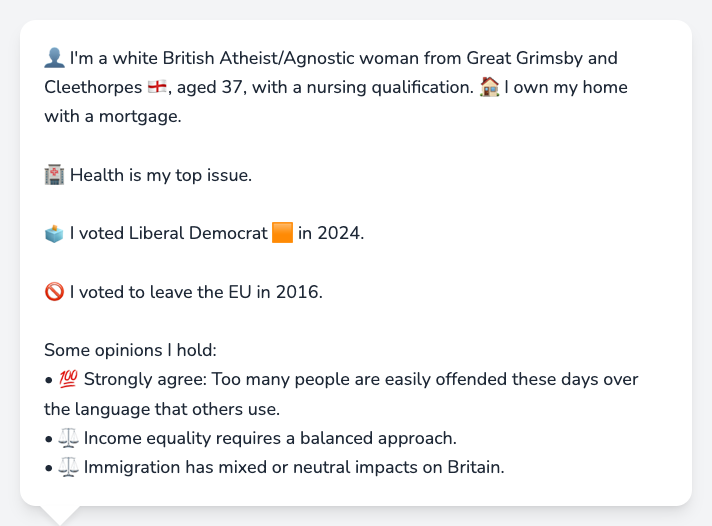 👤 I'm a white British Atheist/Agnostic woman from Great Grimsby and
Cleethorpes 🏴󠁧󠁢󠁥󠁮󠁧󠁿, aged 37, with a nursing qualification. 🏠 I own my home
with a mortgage.
🏥 Health is my top issue.
🗳️ I voted Liberal Democrat 🟧 in 2024.
🚫 I voted to leave the EU in 2016.
Some opinions I hold:
• 💯 Strongly agree: Too many people are easily offended these days over
the language that others use.
• ⚖️ Income equality requires a balanced approach.
• ⚖️ Immigration has mixed or neutral impacts on Britain.